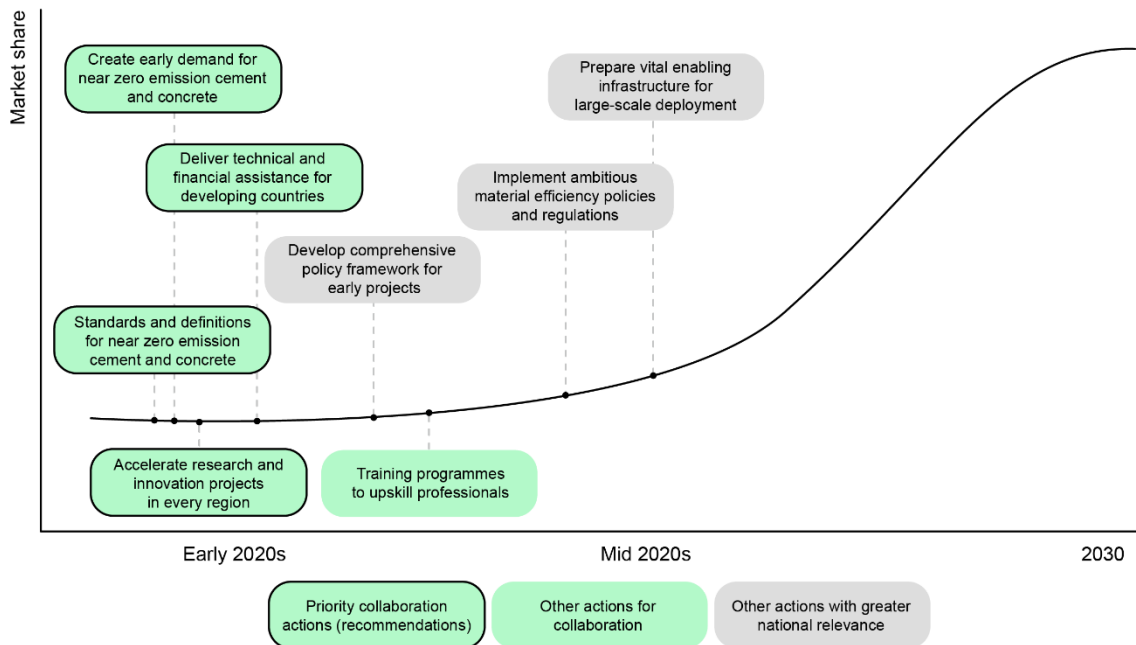 Market share
Create early demand for
near zero emission cement
and concrete
Prepare vital enabling
infrastructure for
large-scale deployment
Deliver technical and
financial assistance for
developing countries
Implement ambitious
material efficiency policies
and regulations
Develop comprehensive
policy framework for
early projects
Standards and definitions
for near zero emission
cement and concrete
Accelerate research and
innovation projects
in every region
Training programmes
to upskill professionals
Early 2020s
Mid 2020s
2030
Priority collaboration
actions (recommendations)
Other actions for
collaboration
Other actions with greater
national relevance